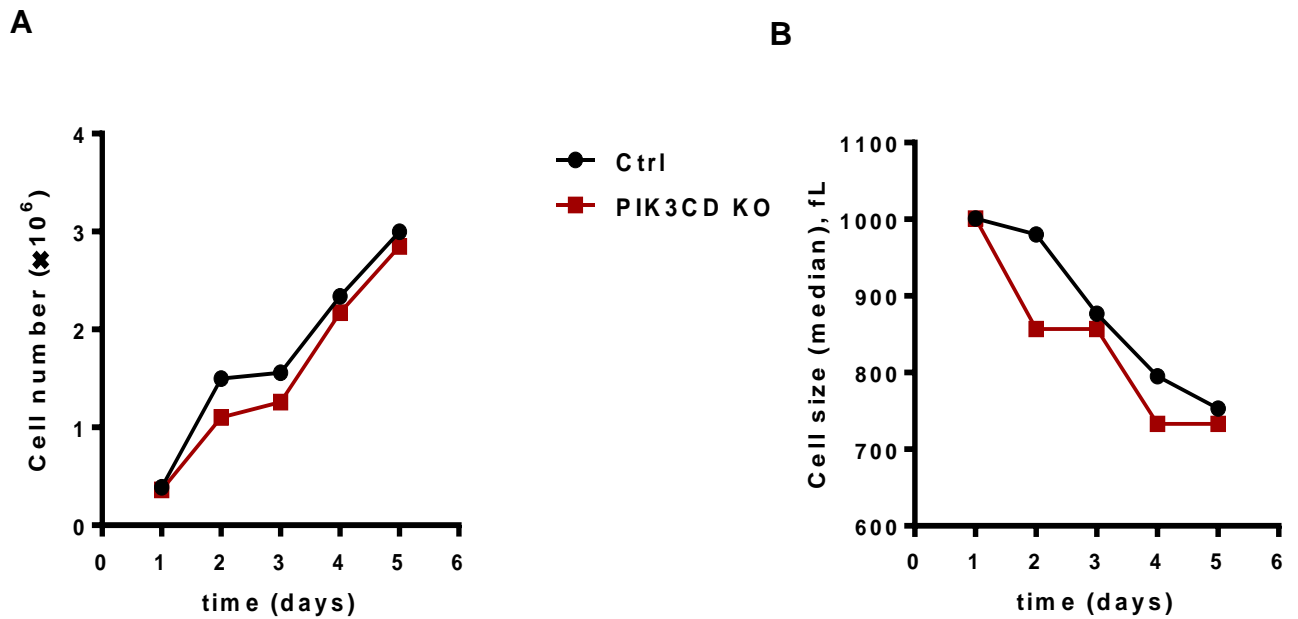 A
B
4
3
2
1
0
Cell number (×10⁶)
0 1 2 3 4 5 6
time (days)
Ctrl
PIK3CD KO
1100
1000
900
800
700
600
Cell size (median), fL
0 1 2 3 4 5 6
time (days)